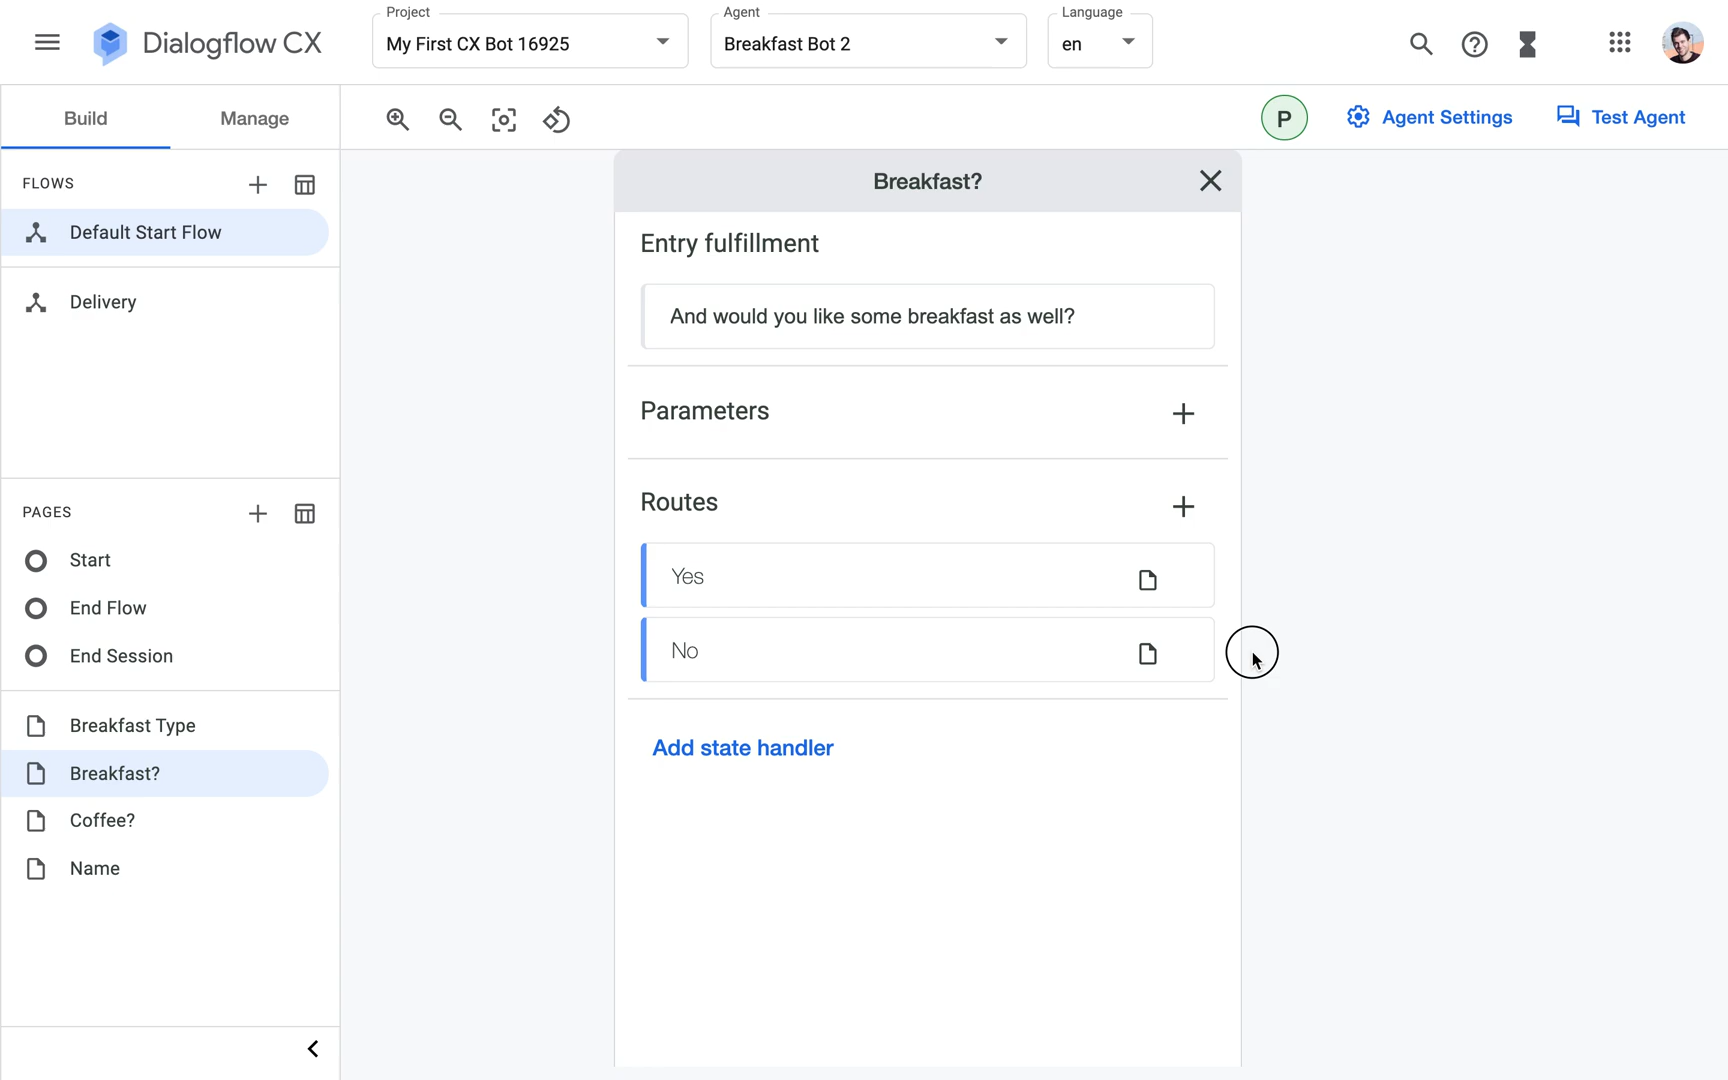 Project
Agent
Language
Dialogflow CX
My First CX Bot 16925
Breakfast Bot 2
en
Build
Manage
P
Agent Settings
Test Agent
FLOWS
Default Start Flow
Delivery
PAGES
Start
End Flow
End Session
Breakfast Type
Breakfast?
Coffee?
Name
Breakfast?
Entry fulfillment
And would you like some breakfast as well?
Parameters
Routes
Yes
No
Add state handler